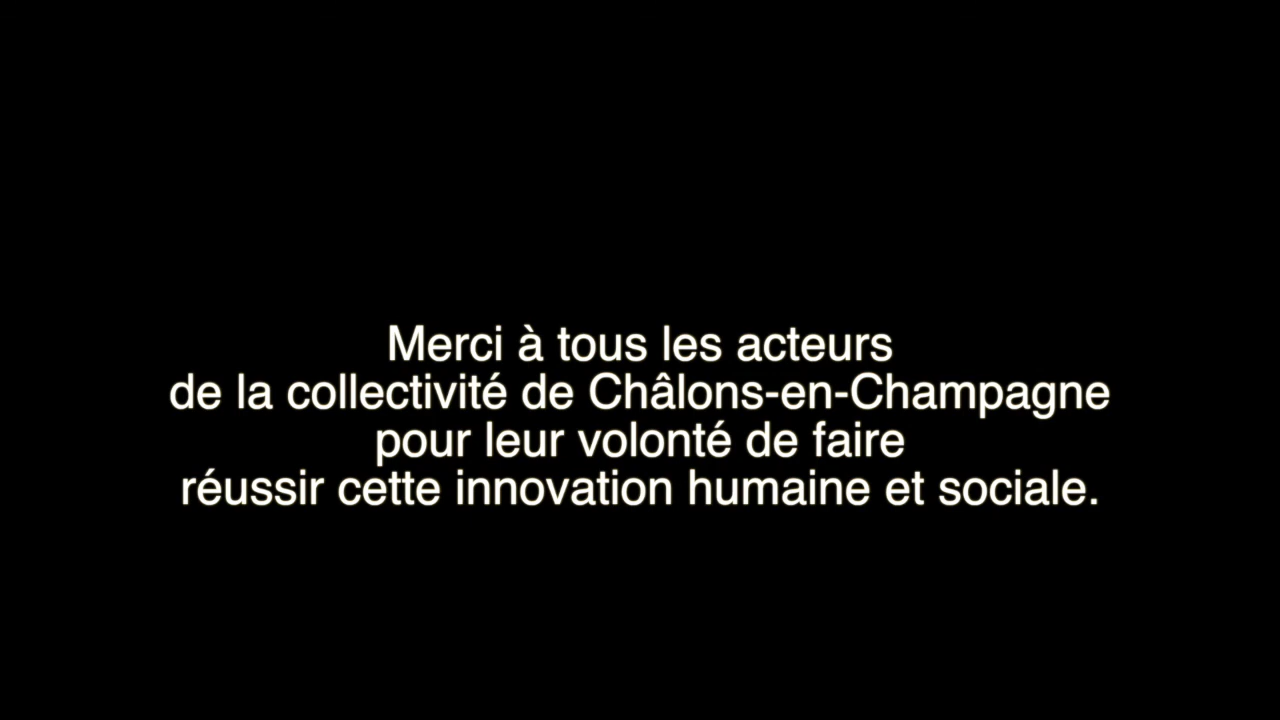 Merci à tous les acteurs
de la collectivité de Châlons-en-Champagne
pour leur volonté de faire
réussir cette innovation humaine et sociale.